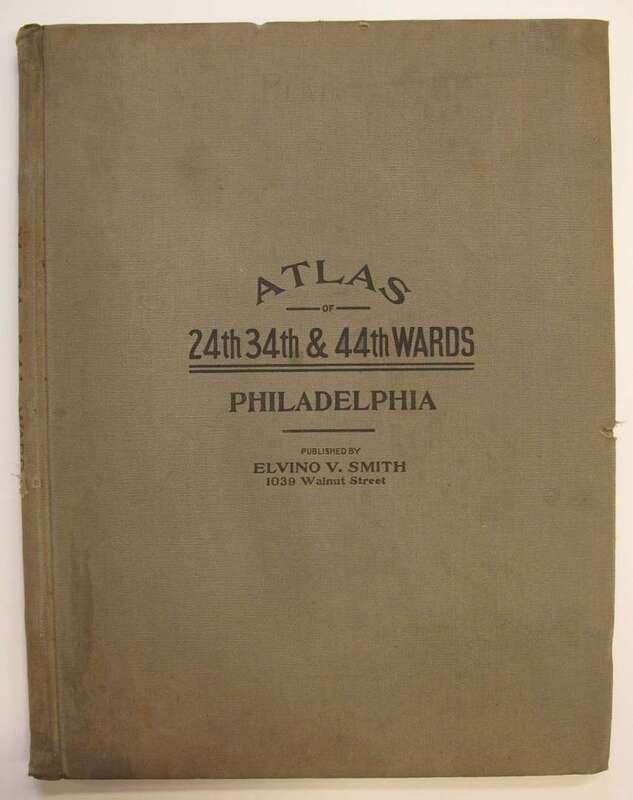 ATLAS
OF
24th 34th & 44th WARDS
PHILADELPHIA
PUBLISHED BY
ELVINO V. SMITH
1039 Walnut Street